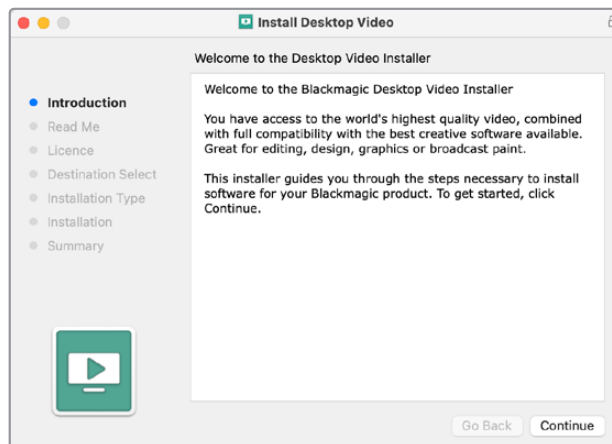 Install Desktop Video
Welcome to the Desktop Video Installer
Introduction
Read Me
Licence
Destination Select
Installation Type
Installation
Summary
Welcome to the Blackmagic Desktop Video Installer
You have access to the world's highest quality video, combined
with full compatibility with the best creative software available.
Great for editing, design, graphics or broadcast paint.
This installer guides you through the steps necessary to install
software for your Blackmagic product. To get started, click
Continue.
Go Back
Continue